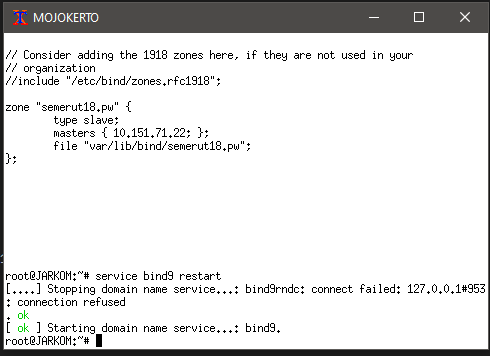 MOJOKERTO
// Consider adding the 1918 zones here, if they are not used in your
// organization
//include "/etc/bind/zones.rfc1918";
zone "semerut18.pw" {
type slave;
masters { 10.151.71.22; };
file "var/lib/bind/semerut18.pw";
};
root@JARKOM:~# service bind9 restart
[....] Stopping domain name service...: bind9rndc: connect failed: 127.0.0.1#953
: connection refused
. ok
[ ok ] Starting domain name service...: bind9.
root@JARKOM:~#